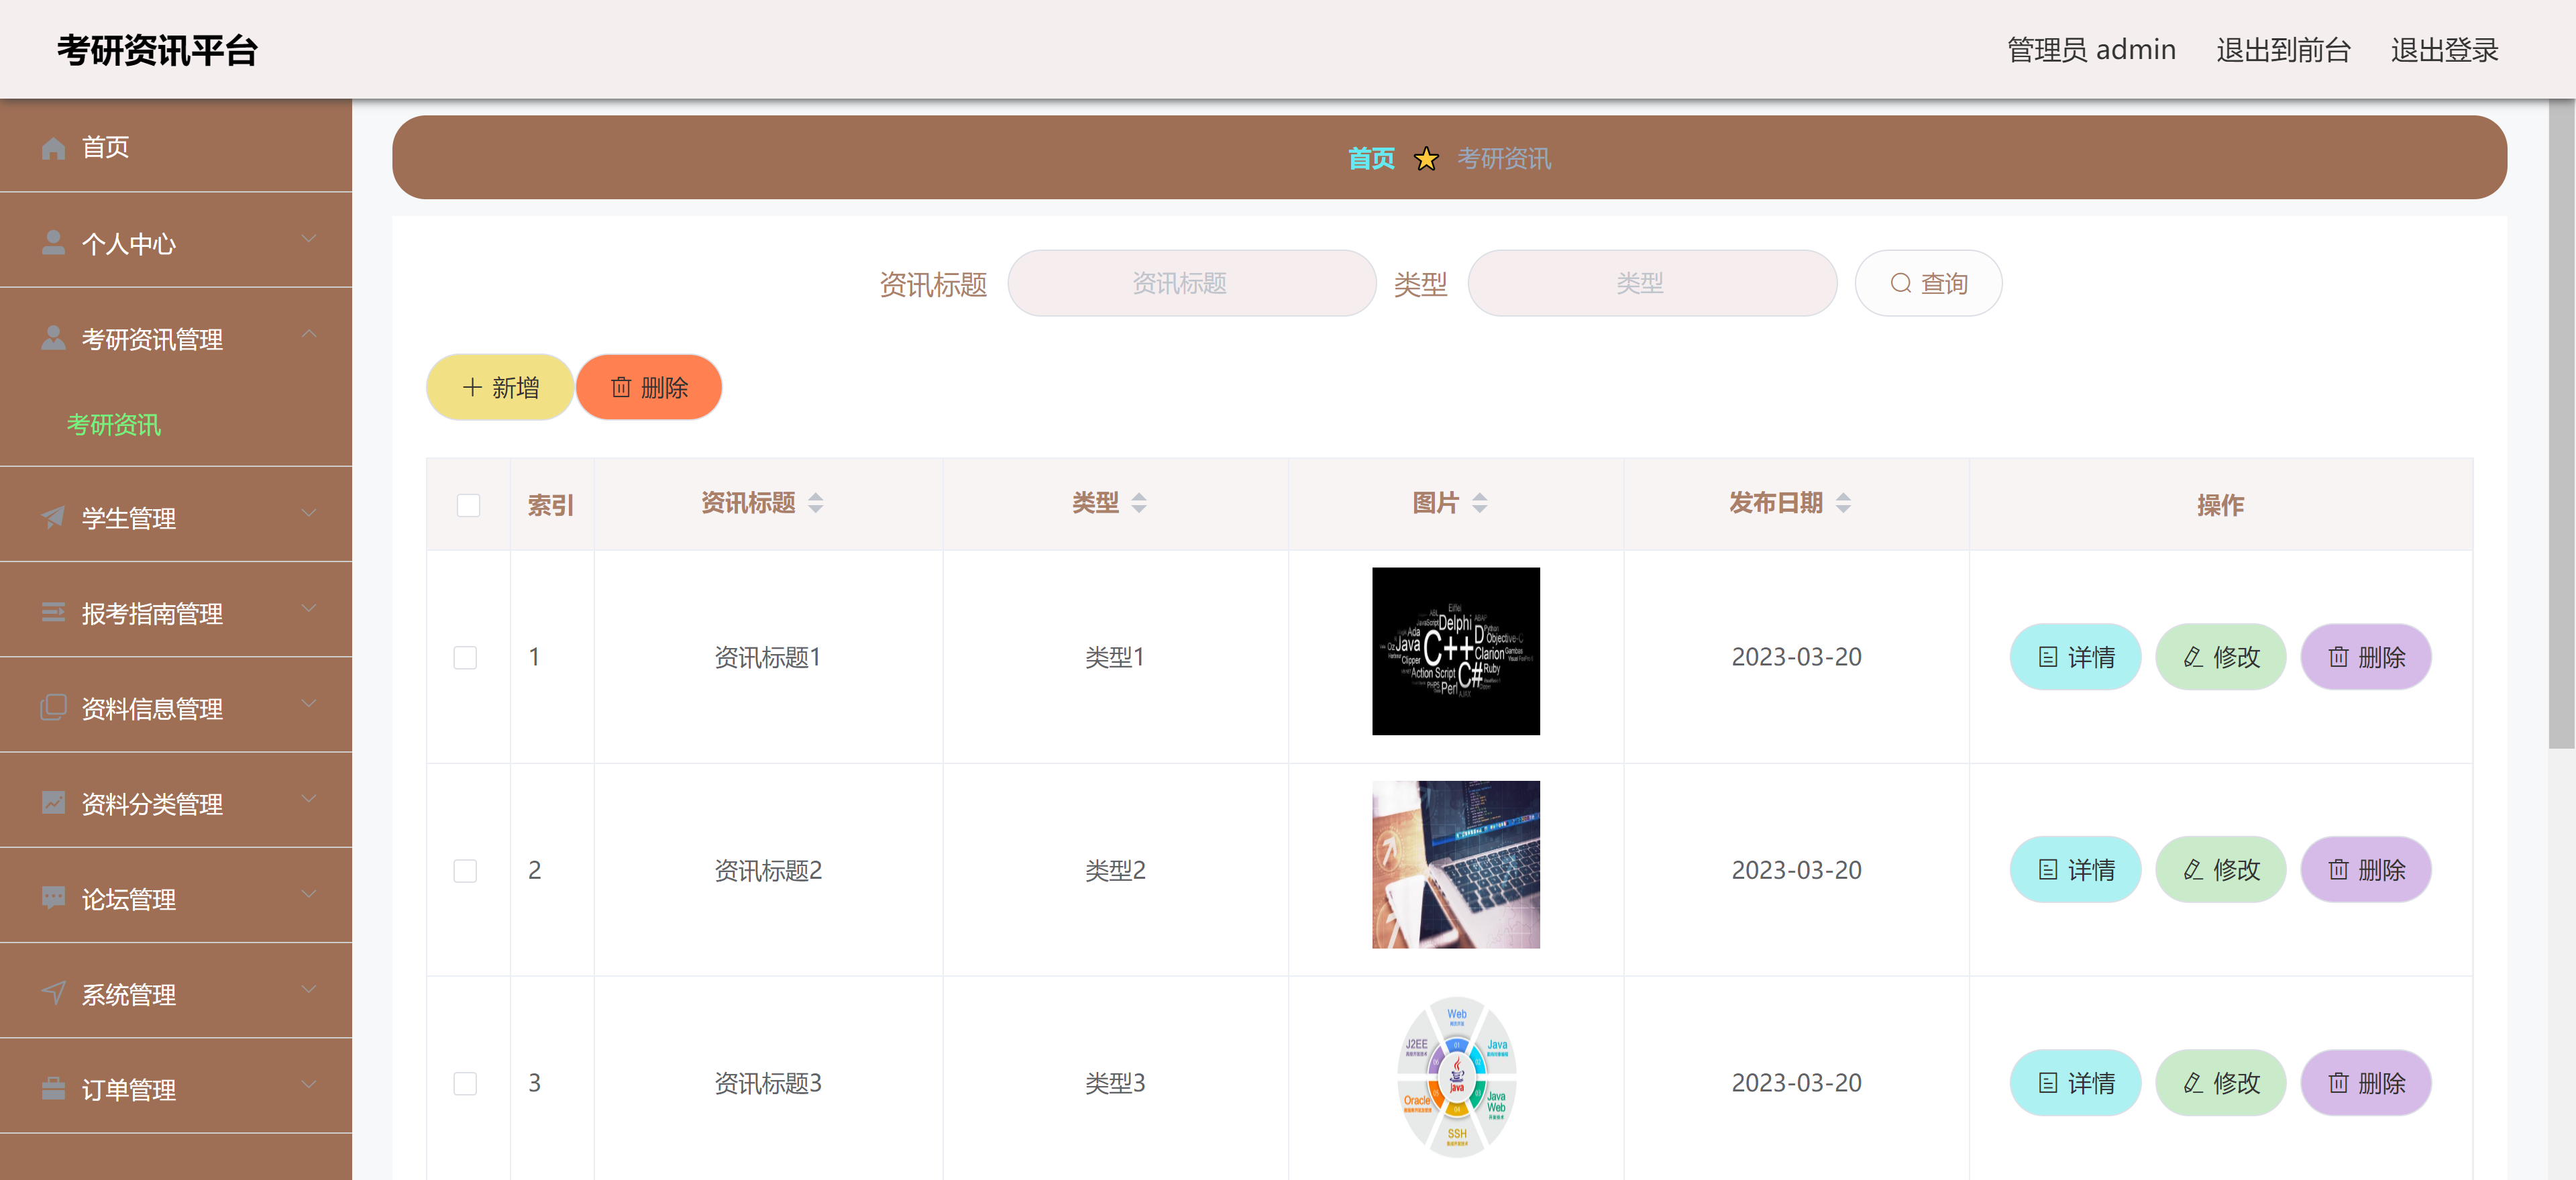 考研资讯平台
管理员 admin 退出到前台 退出登录
首页
个人中心
考研资讯管理
考研资讯
学生管理
报考指南管理
资料信息管理
资料分类管理
论坛管理
系统管理
订单管理
首页 考研资讯
资讯标题 资讯标题 类型 类型 查询
新增 删除
索引 资讯标题 类型 图片 发布日期 操作
1 资讯标题1 类型1 2023-03-20 详情 修改 删除
Eiffel
Delphi
Ada
Java
C++
D
Python
Objective-C
Clarion
Clipper
Action Script
C#
Ruby
Perl
2 资讯标题2 类型2 2023-03-20 详情 修改 删除
3 资讯标题3 类型3 2023-03-20 详情 修改 删除
Web
J2EE
Java
Java
Oracle
Java
Web
SSH